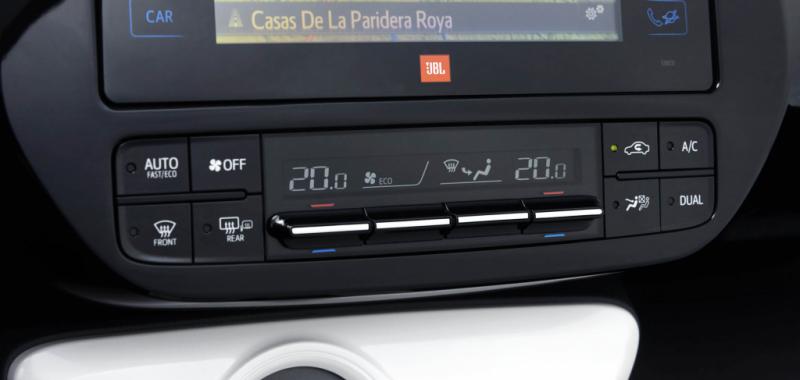 CAR
Casas De La Paridera Roya
JBL
AUTO
FAST/ECO
OFF
20.0
ECO
20.0
A/C
FRONT
REAR
DUAL